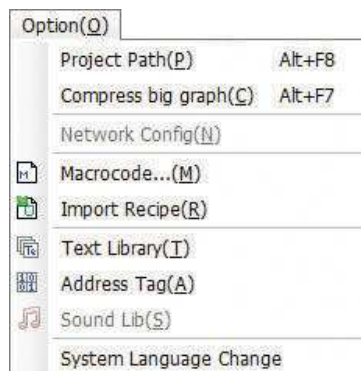 Option(O)
Project Path(P) Alt+F8
Compress big graph(C) Alt+F7
Network Config(N)
Macrocode...(M)
Import Recipe(R)
Text Library(T)
Address Tag(A)
Sound Lib(S)
System Language Change